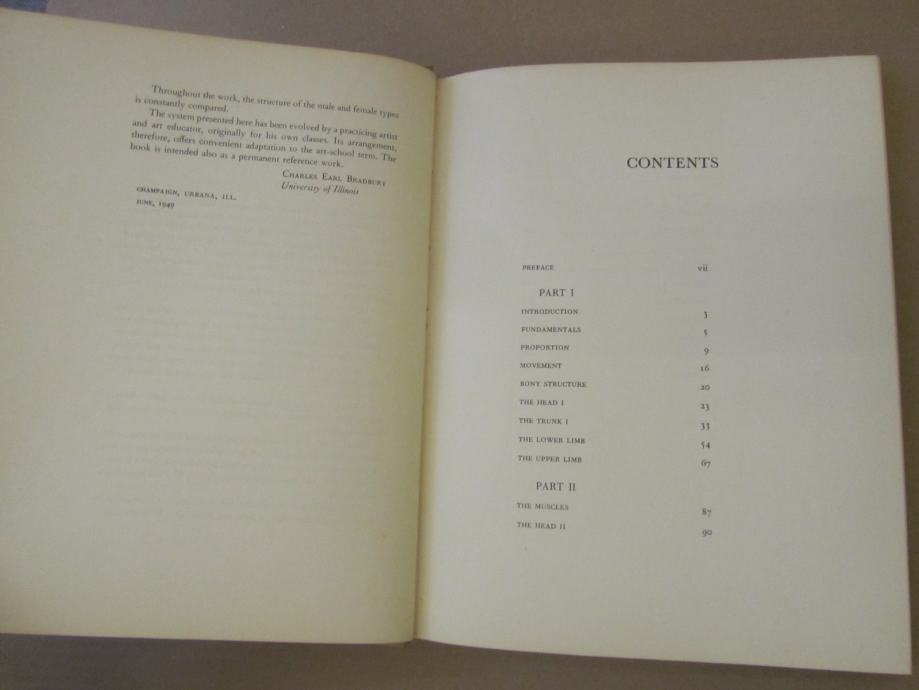 Throughout the work, the structure of the male and female types
is constantly compared.
The system presented here has been evolved by a practicing artist
and art educator, originally for his own classes. Its arrangement,
therefore, offers convenient adaptation to the art-school term. The
book is intended also as a permanent reference work.
CHARLES EARL BRADBURY
University of Illinois
CHAMPAIGN, URBANA, ILL.
JUNE, 1949
CONTENTS
PREFACE vii
PART I
INTRODUCTION 3
FUNDAMENTALS 5
PROPORTION 9
MOVEMENT 16
BONY STRUCTURE 20
THE HEAD I 23
THE TRUNK I 33
THE LOWER LIMB 54
THE UPPER LIMB 67
PART II
THE MUSCLES 87
THE HEAD II 90